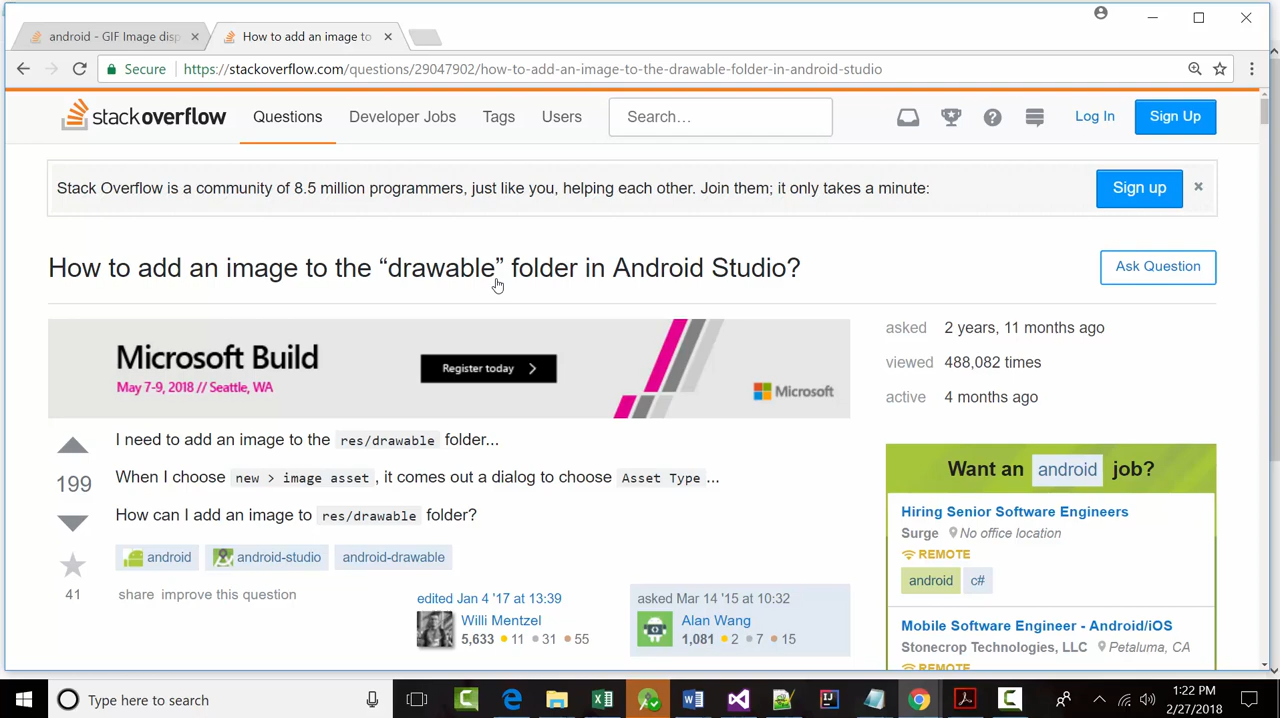 android - GIF Image disp
How to add an image to
Secure https://stackoverflow.com/questions/29047902/how-to-add-an-image-to-the-drawable-folder-in-android-studio
stackoverflow Questions Developer Jobs Tags Users Search… Log In Sign Up
Stack Overflow is a community of 8.5 million programmers, just like you, helping each other. Join them; it only takes a minute: Sign up
How to add an image to the “drawable” folder in Android Studio? Ask Question
Microsoft Build
May 7-9, 2018 // Seattle, WA
Register today
Microsoft
asked 2 years, 11 months ago
viewed 488,082 times
active 4 months ago
199
I need to add an image to the res/drawable folder...
When I choose new > image asset , it comes out a dialog to choose Asset Type ...
How can I add an image to res/drawable folder?
android android-studio android-drawable
41
share improve this question
edited Jan 4 '17 at 13:39
Willi Mentzel
5,633 11 31 55
asked Mar 14 '15 at 10:32
Alan Wang
1,081 2 7 15
Want an android job?
Hiring Senior Software Engineers
Surge No office location
REMOTE
android c#
Mobile Software Engineer - Android/iOS
Stonecrop Technologies, LLC Petaluma, CA
REMOTE
Type here to search
1:22 PM
2/27/2018